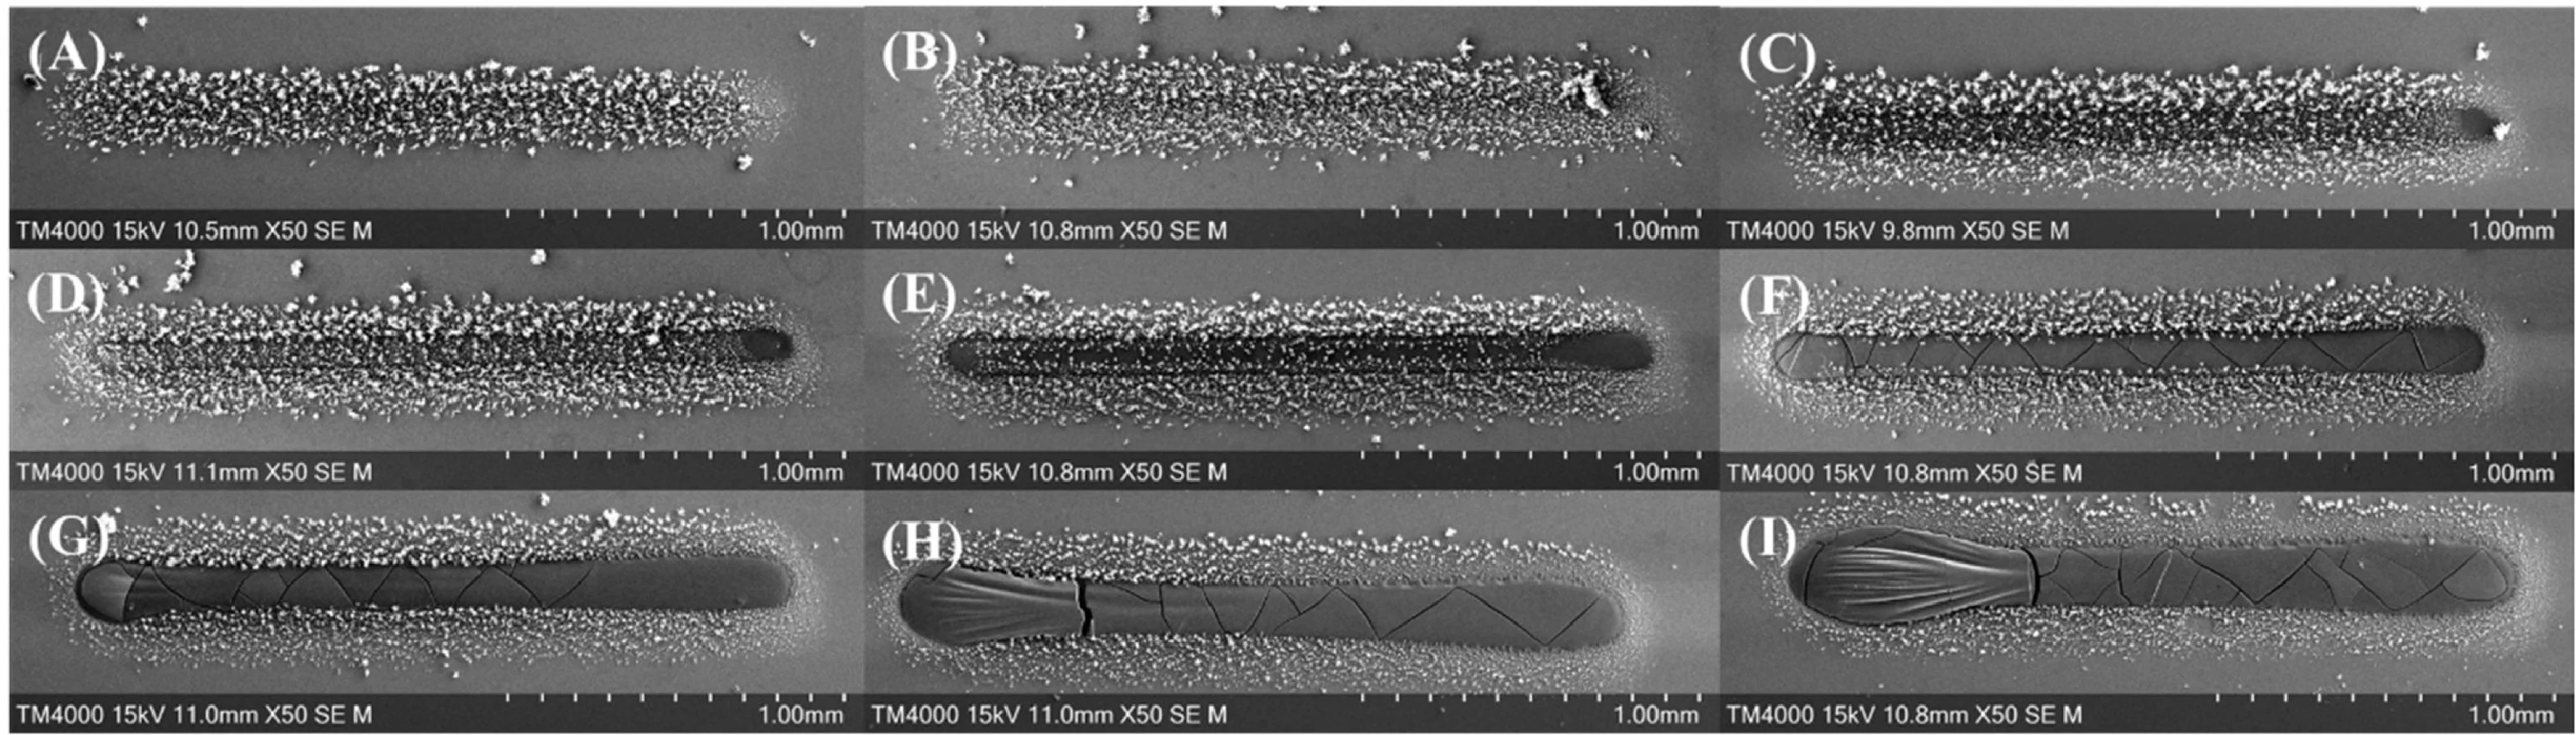 (A)
TM4000 15kV 10.5mm X50 SE M 1.00mm
(B)
TM4000 15kV 10.8mm X50 SE M 1.00mm
(C)
TM4000 15kV 9.8mm X50 SE M 1.00mm
(D)
TM4000 15kV 11.1mm X50 SE M 1.00mm
(E)
TM4000 15kV 10.8mm X50 SE M 1.00mm
(F)
TM4000 15kV 10.8mm X50 SE M 1.00mm
(G)
TM4000 15kV 11.0mm X50 SE M 1.00mm
(H)
TM4000 15kV 11.0mm X50 SE M 1.00mm
(I)
TM4000 15kV 10.8mm X50 SE M 1.00mm